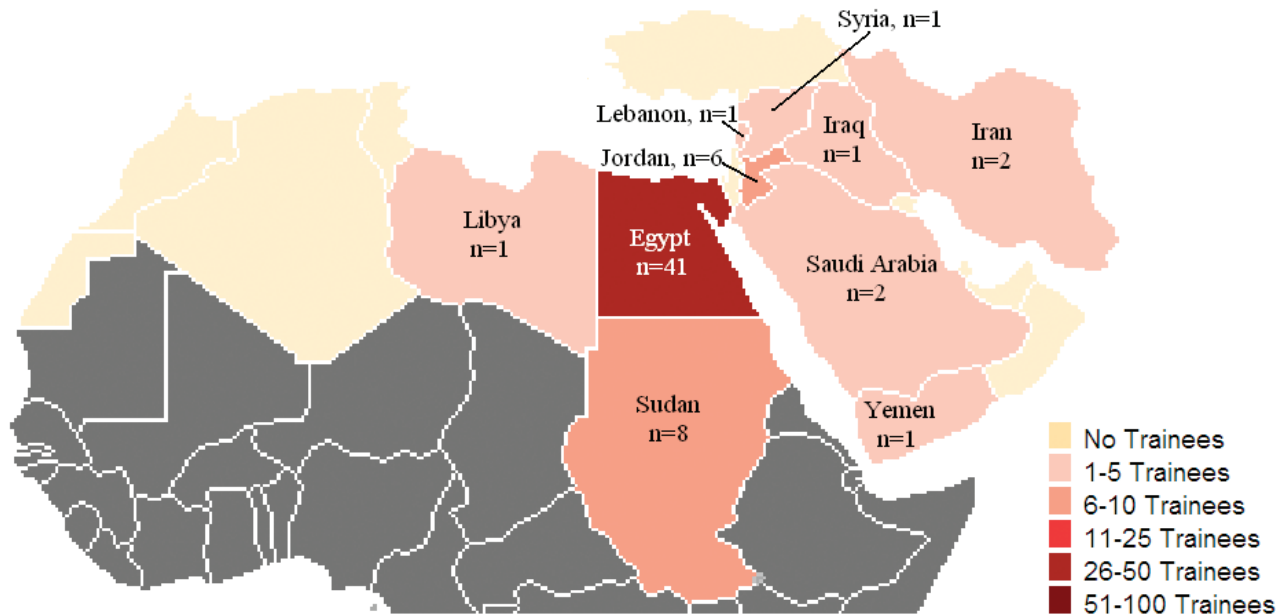 Syria, n=1
Lebanon, n=1
Jordan, n=6
Iraq
n=1
Iran
n=2
Libya
n=1
Egypt
n=41
Saudi Arabia
n=2
Sudan
n=8
Yemen
n=1
No Trainees
1-5 Trainees
6-10 Trainees
11-25 Trainees
26-50 Trainees
51-100 Trainees